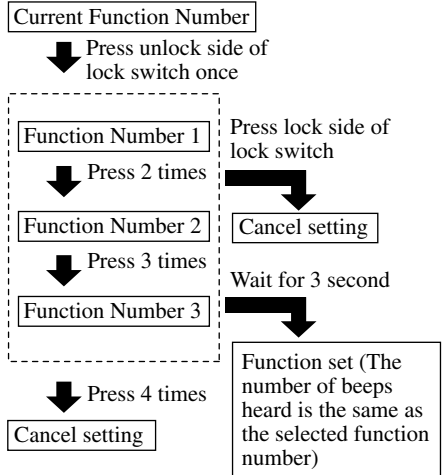 Current Function Number
Press unlock side of
lock switch once
Function Number 1
Press 2 times
Press lock side of
lock switch
Function Number 2
Cancel setting
Press 3 times
Wait for 3 second
Function Number 3
Function set (The
number of beeps
heard is the same as
the selected function
number)
Press 4 times
Cancel setting